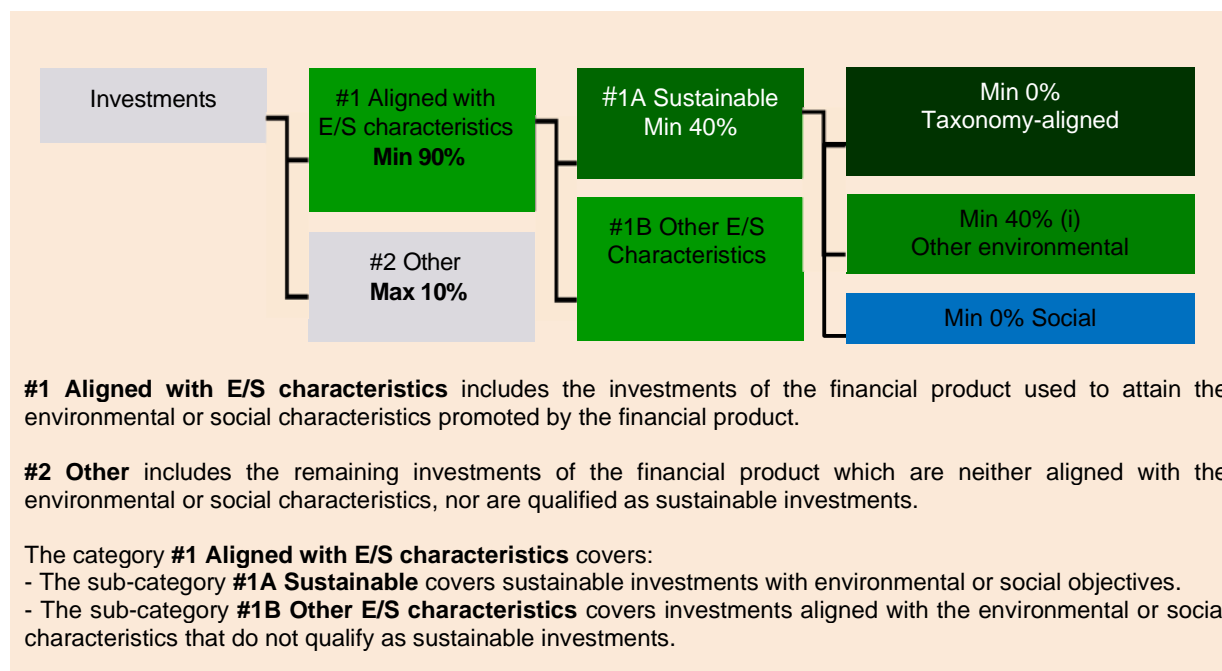 Investments
#1 Aligned with
E/S characteristics
Min 90%
#2 Other
Max 10%
#1A Sustainable
Min 40%
#1B Other E/S
Characteristics
Min 0%
Taxonomy-aligned
Min 40% (i)
Other environmental
Min 0% Social
#1 Aligned with E/S characteristics includes the investments of the financial product used to attain the
environmental or social characteristics promoted by the financial product.
#2 Other includes the remaining investments of the financial product which are neither aligned with the
environmental or social characteristics, nor are qualified as sustainable investments.
The category #1 Aligned with E/S characteristics covers:
- The sub-category #1A Sustainable covers sustainable investments with environmental or social objectives.
- The sub-category #1B Other E/S characteristics covers investments aligned with the environmental or social
characteristics that do not qualify as sustainable investments.